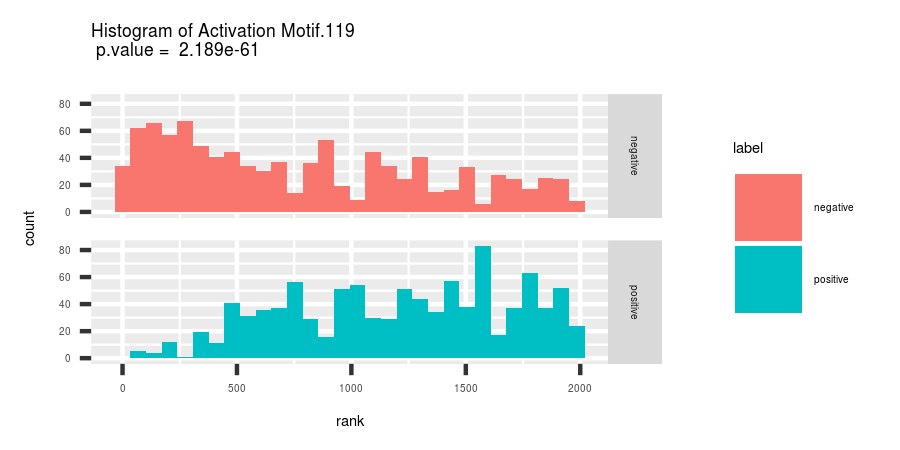 Histogram of Activation Motif.119
p.value = 2.189e-61
count
80
60
40
20
0
negative
80
60
40
20
0
positive
0 500 1000 1500 2000
rank
label
negative
positive